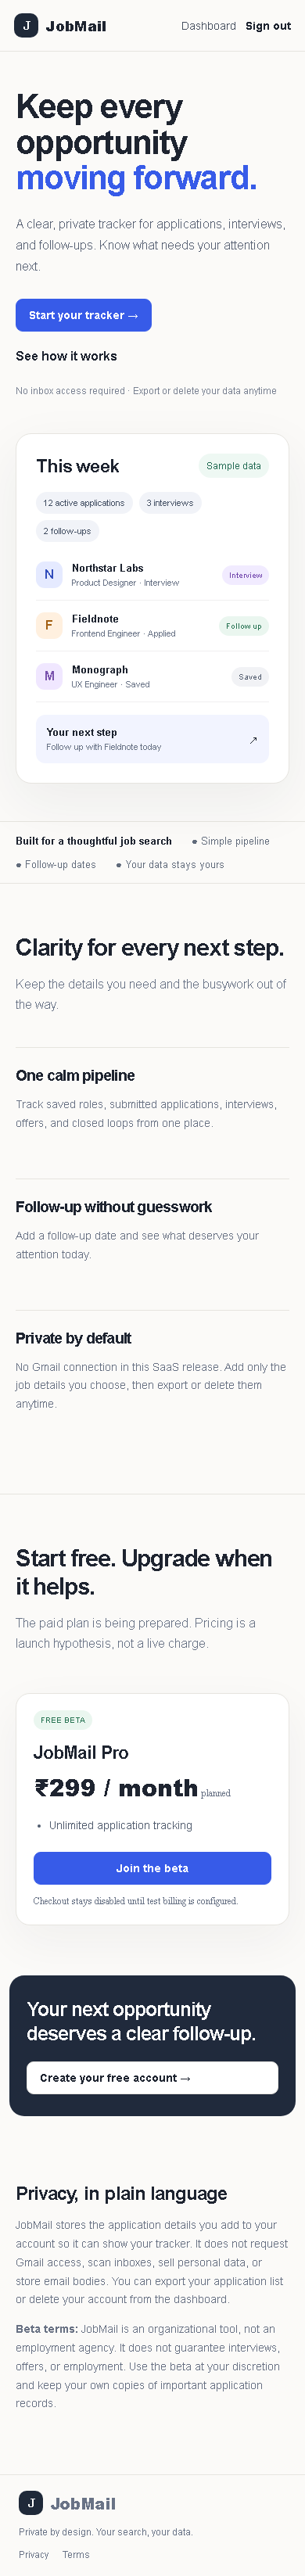 J JobMail Dashboard Sign out
Keep every
opportunity
moving forward.
A clear, private tracker for applications, interviews,
and follow-ups. Know what needs your attention
next.
Start your tracker →
See how it works
No inbox access required · Export or delete your data anytime
This week Sample data
12 active applications 3 interviews
2 follow-ups
N Northstar Labs
Product Designer · Interview Interview
F Fieldnote
Frontend Engineer · Applied Follow up
M Monograph
UX Engineer · Saved Saved
Your next step
Follow up with Fieldnote today ↗
Built for a thoughtful job search ● Simple pipeline
● Follow-up dates ● Your data stays yours
Clarity for every next step.
Keep the details you need and the busywork out of
the way.
One calm pipeline
Track saved roles, submitted applications, interviews,
offers, and closed loops from one place.
Follow-up without guesswork
Add a follow-up date and see what deserves your
attention today.
Private by default
No Gmail connection in this SaaS release. Add only the
job details you choose, then export or delete them
anytime.
Start free. Upgrade when
it helps.
The paid plan is being prepared. Pricing is a
launch hypothesis, not a live charge.
FREE BETA
JobMail Pro
₹299 / month planned
• Unlimited application tracking
Join the beta
Checkout stays disabled until test billing is configured.
Your next opportunity
deserves a clear follow-up.
Create your free account →
Privacy, in plain language
JobMail stores the application details you add to your
account so it can show your tracker. It does not request
Gmail access, scan inboxes, sell personal data, or
store email bodies. You can export your application list
or delete your account from the dashboard.
Beta terms: JobMail is an organizational tool, not an
employment agency. It does not guarantee interviews,
offers, or employment. Use the beta at your discretion
and keep your own copies of important application
records.
J JobMail
Private by design. Your search, your data.
Privacy Terms